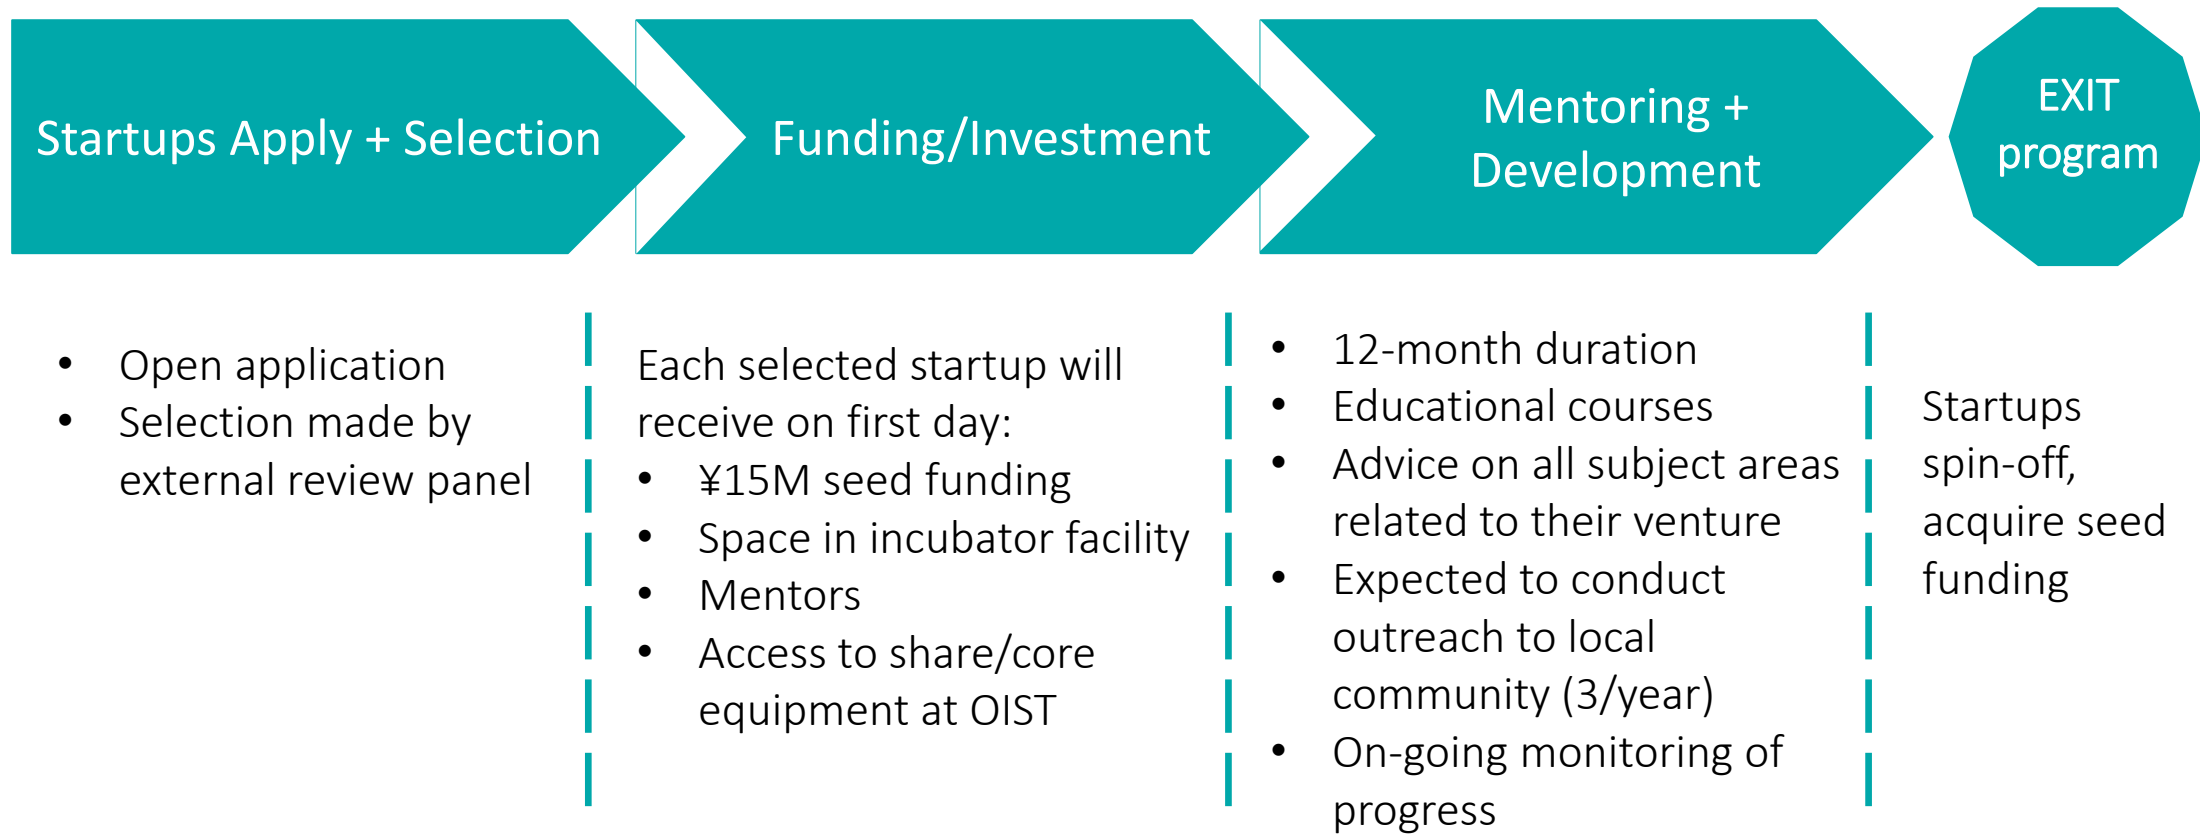 Startups Apply + Selection
Funding/Investment
Mentoring +
Development
EXIT
program
• Open application
• Selection made by
external review panel
Each selected startup will
receive on first day:
• ¥15M seed funding
• Space in incubator facility
• Mentors
• Access to share/core
equipment at OIST
• 12-month duration
• Educational courses
• Advice on all subject areas
related to their venture
• Expected to conduct
outreach to local
community (3/year)
• On-going monitoring of
progress
Startups
spin-off,
acquire seed
funding